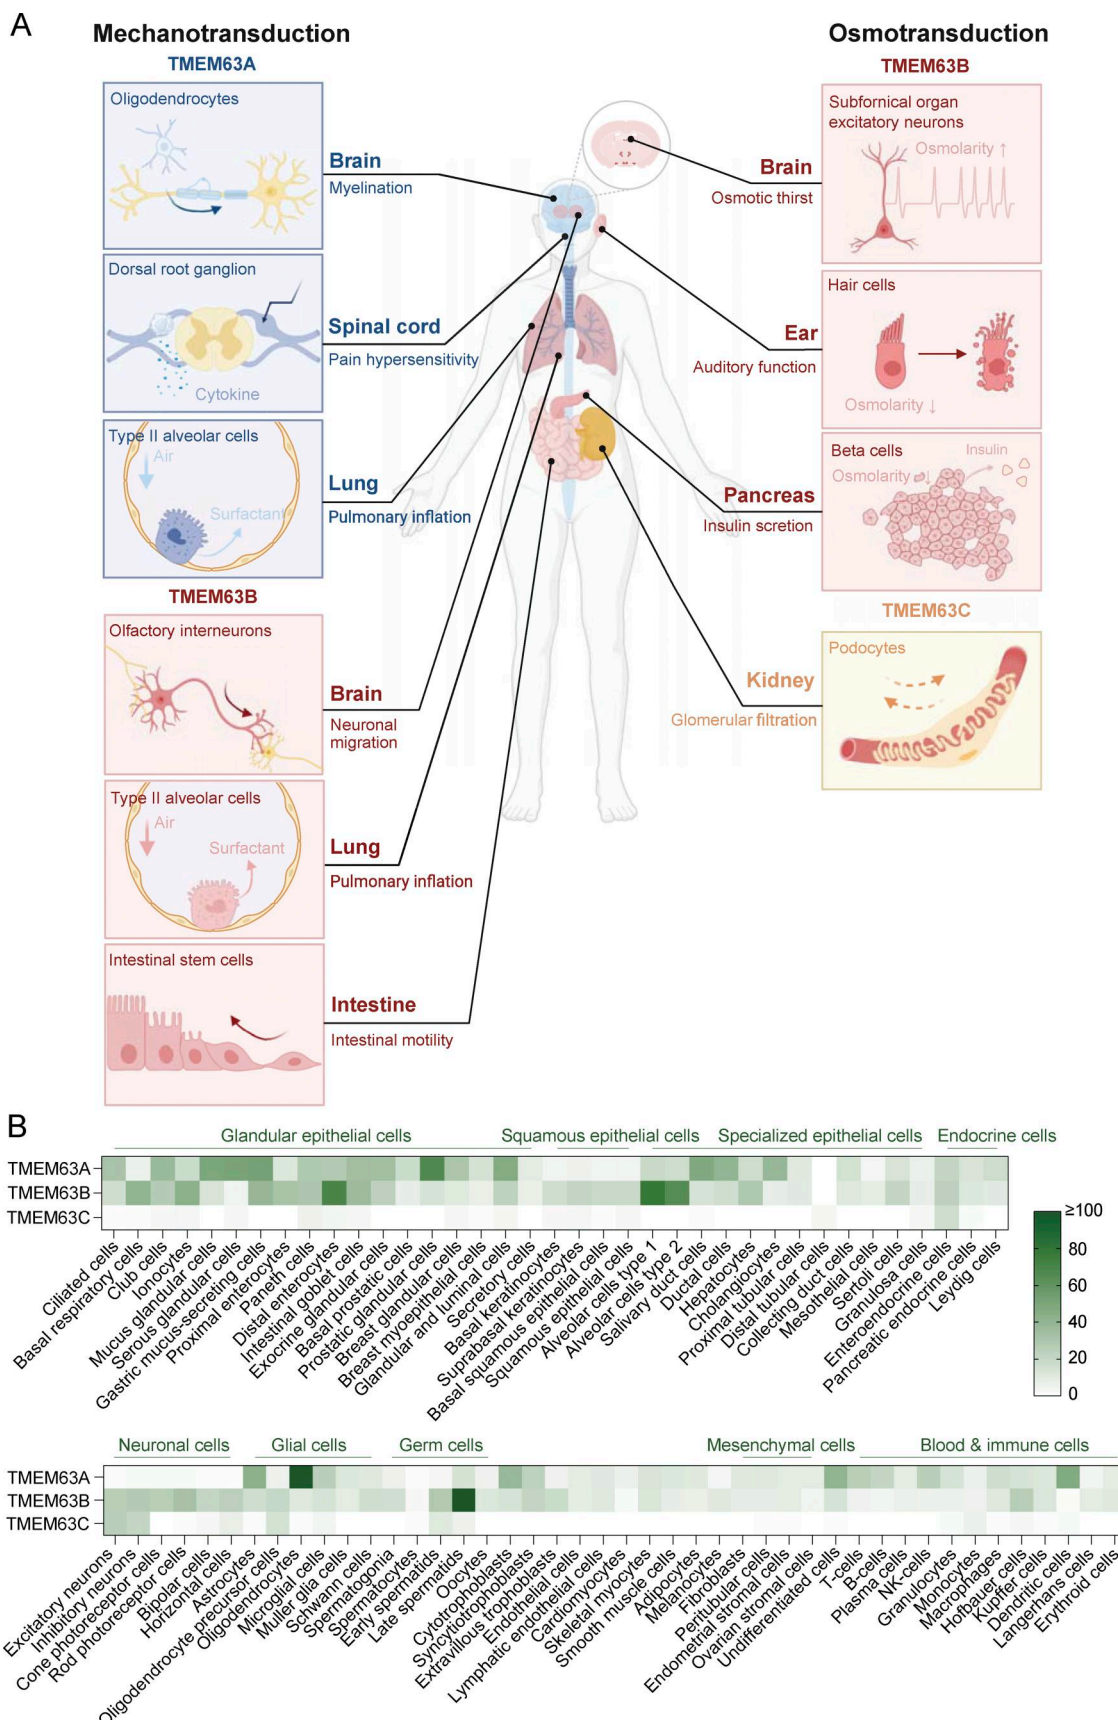 A
Mechanotransduction
Osmotransduction
TMEM63A
Oligodendrocytes
Brain
Myelination
Dorsal root ganglion
Cytokine
Spinal cord
Pain hypersensitivity
Type II alveolar cells
Air
Surfactant
Lung
Pulmonary inflation
TMEM63B
Olfactory interneurons
Brain
Neuronal
migration
Type II alveolar cells
Air
Surfactant
Lung
Pulmonary inflation
Intestinal stem cells
Intestine
Intestinal motility
TMEM63B
Subfornical organ
excitatory neurons
Osmolarity ↑
Brain
Osmotic thirst
Hair cells
Osmolarity ↓
Ear
Auditory function
Beta cells
Osmolarity ↓
Insulin
Pancreas
Insulin scretion
TMEM63C
Podocytes
Kidney
Glomerular filtration
B
Glandular epithelial cells
Squamous epithelial cells
Specialized epithelial cells
Endocrine cells
TMEM63A
TMEM63B
TMEM63C
Ciliated cells
Basal respiratory cells
Club cells
Ionocytes
Mucus glandular cells
Serous glandular cells
Gastric mucus-secreting cells
Proximal enterocytes
Paneth cells
Distal enterocytes
Intestinal goblet cells
Exocrine glandular cells
Basal prostatic cells
Prostatic glandular cells
Breast glandular cells
Breast myoepithelial cells
Glandular and luminal cells
Secretory cells
Basal keratinocytes
Suprabasal keratinocytes
Basal squamous epithelial cells
Squamous epithelial cells
Alveolar cells type 1
Alveolar cells type 2
Salivary duct cells
Ductal cells
Hepatocytes
Cholangiocytes
Proximal tubular cells
Distal tubular cells
Collecting duct cells
Mesothelial cells
Sertoli cells
Granulosa cells
Enteroendocrine cells
Pancreatic endocrine cells
Leydig cells
≥100
80
60
40
20
0
Neuronal cells
Glial cells
Germ cells
Mesenchymal cells
Blood & immune cells
TMEM63A
TMEM63B
TMEM63C
Excitatory neurons
Inhibitory neurons
Cone photoreceptor cells
Rod photoreceptor cells
Bipolar cells
Horizontal cells
Astrocytes
Oligodendrocyte precursor cells
Oligodendrocytes
Microglial cells
Muller glia cells
Schwann cells
Spermatogonia
Spermatocytes
Early spermatids
Late spermatids
Oocytes
Cytotrophoblasts
Syncytiotrophoblasts
Extravillous trophoblasts
Endothelial cells
Lymphatic endothelial cells
Cardiomyocytes
Skeletal myocytes
Smooth muscle cells
Adipocytes
Melanocytes
Fibroblasts
Peritubular cells
Endometrial stromal cells
Ovarian stromal cells
Undifferentiated cells
T-cells
B-cells
Plasma cells
NK-cells
Granulocytes
Monocytes
Macrophages
Hofbauer cells
Kupffer cells
Dendritic cells
Langerhans cells
Erythroid cells